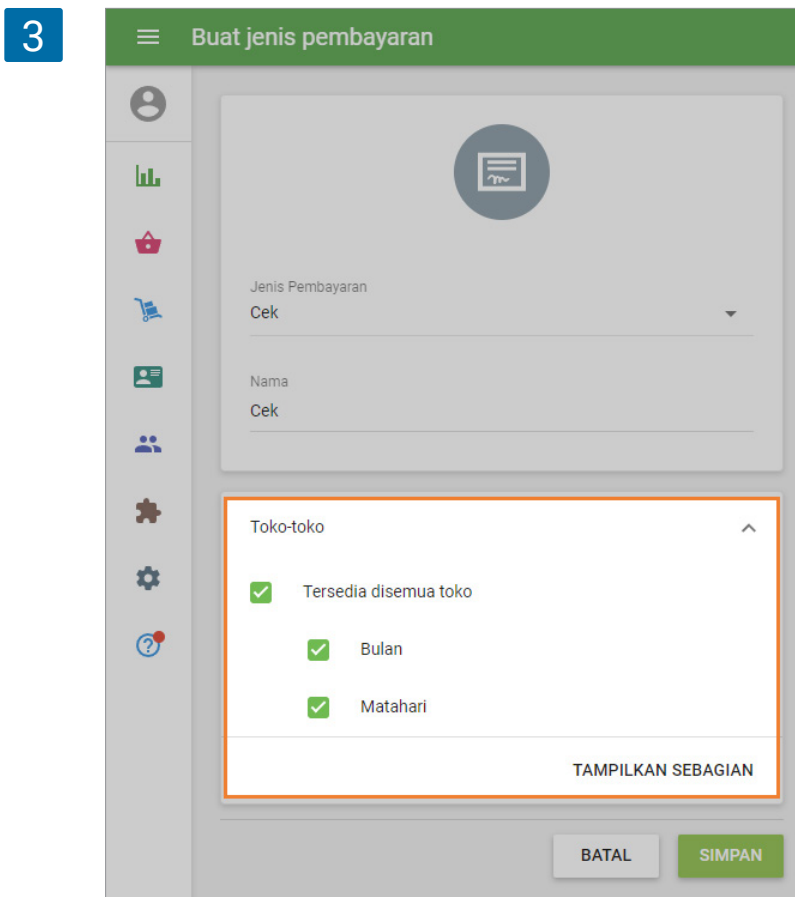 3
Buat jenis pembayaran
Jenis Pembayaran
Cek
Nama
Cek
Toko-toko
Tersedia disemua toko
Bulan
Matahari
TAMPILKAN SEBAGIAN
BATAL
SIMPAN